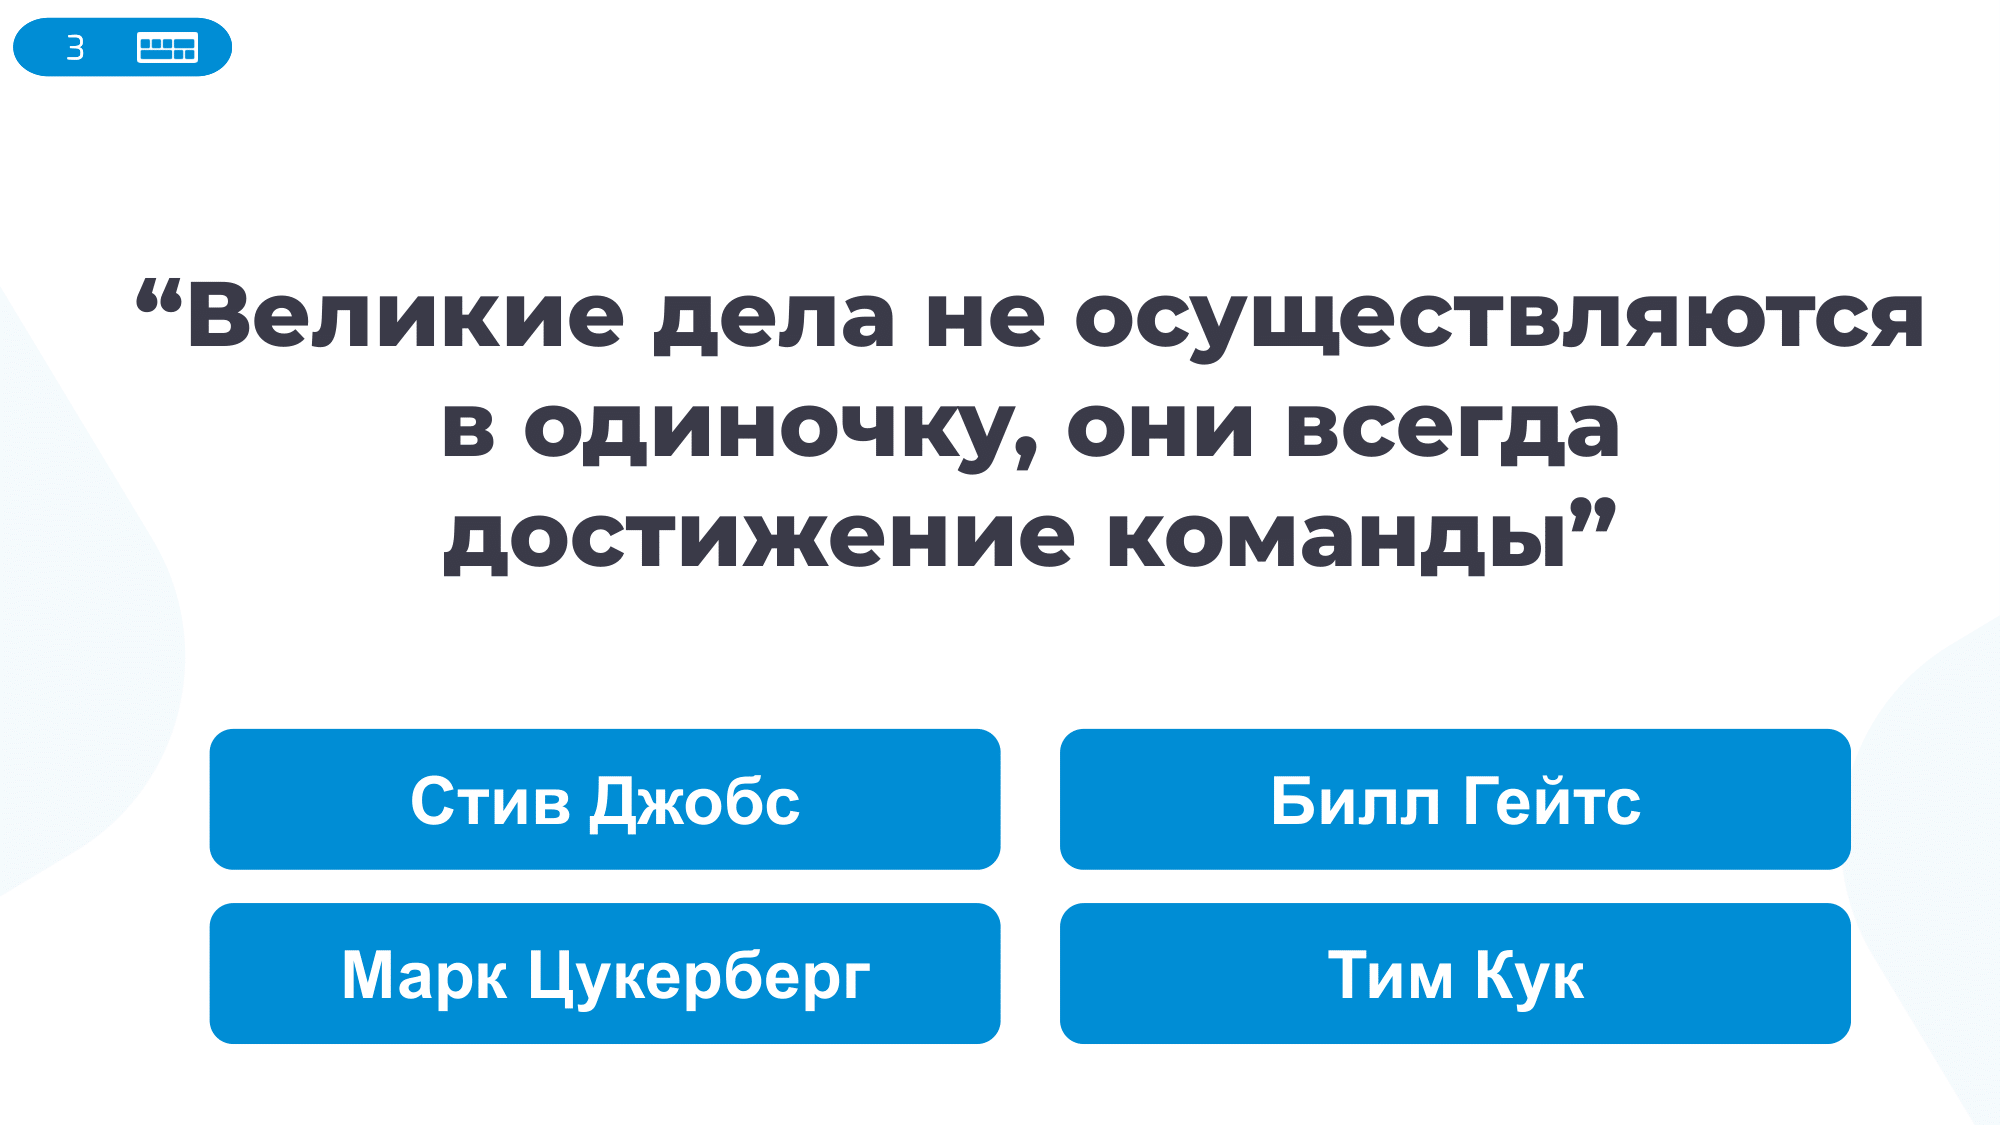 3
“Великие дела не осуществляются
в одиночку, они всегда
достижение команды”
Стив Джобс
Билл Гейтс
Марк Цукерберг
Тим Кук